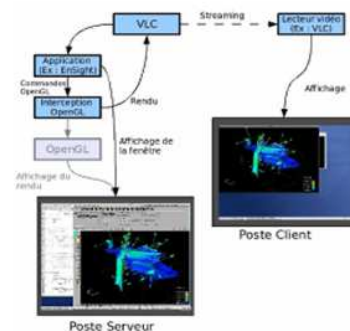 VLC
Streaming
Lecteur vidéo
(Ex : VLC)
Application
(Ex : EnSight)
Commandes
OpenGL
Interception
OpenGL
Rendu
Affichage
OpenGL
Affichage de
la fenêtre
Affichage du
rendu
Poste Client
Poste Serveur